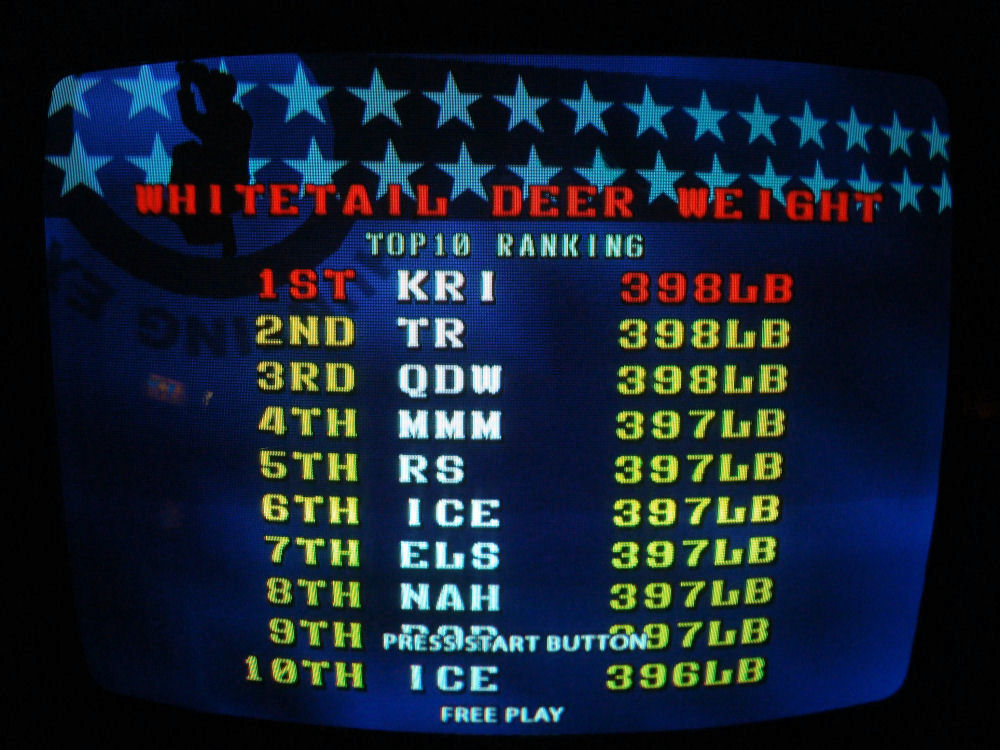 WHITETAIL DEER WEIGHT
TOP10 RANKING
1ST KRI 398LB
2ND TR 398LB
3RD QDW 398LB
4TH MMM 397LB
5TH RS 397LB
6TH ICE 397LB
7TH ELS 397LB
8TH NAH 397LB
9TH 397LB
PRESS START BUTTON
10TH ICE 396LB
FREE PLAY